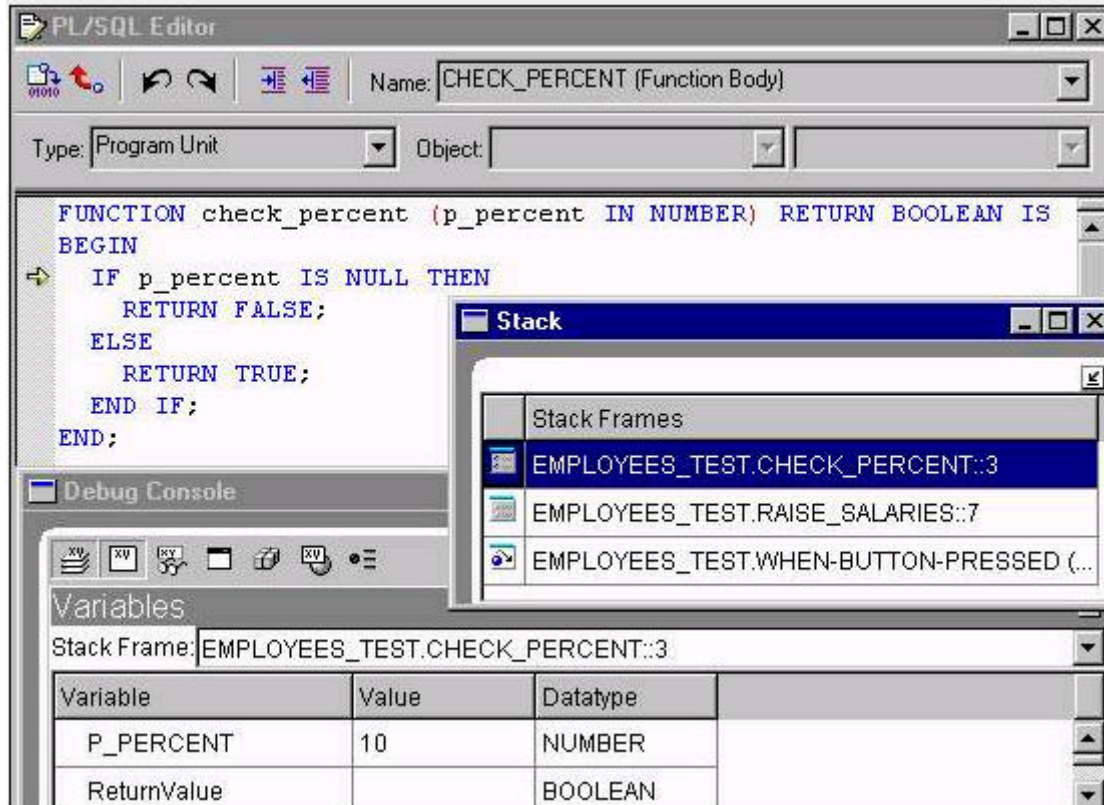 PL/SQL Editor
Name: CHECK_PERCENT (Function Body)
Type: Program Unit Object:
FUNCTION check_percent (p_percent IN NUMBER) RETURN BOOLEAN IS
BEGIN
IF p_percent IS NULL THEN
RETURN FALSE;
ELSE
RETURN TRUE;
END IF;
END;
Stack
Stack Frames
EMPLOYEES_TEST.CHECK_PERCENT::3
EMPLOYEES_TEST.RAISE_SALARIES::7
EMPLOYEES_TEST.WHEN-BUTTON-PRESSED (...
Debug Console
Variables
Stack Frame: EMPLOYEES_TEST.CHECK_PERCENT::3
Variable Value Datatype
P_PERCENT 10 NUMBER
ReturnValue BOOLEAN